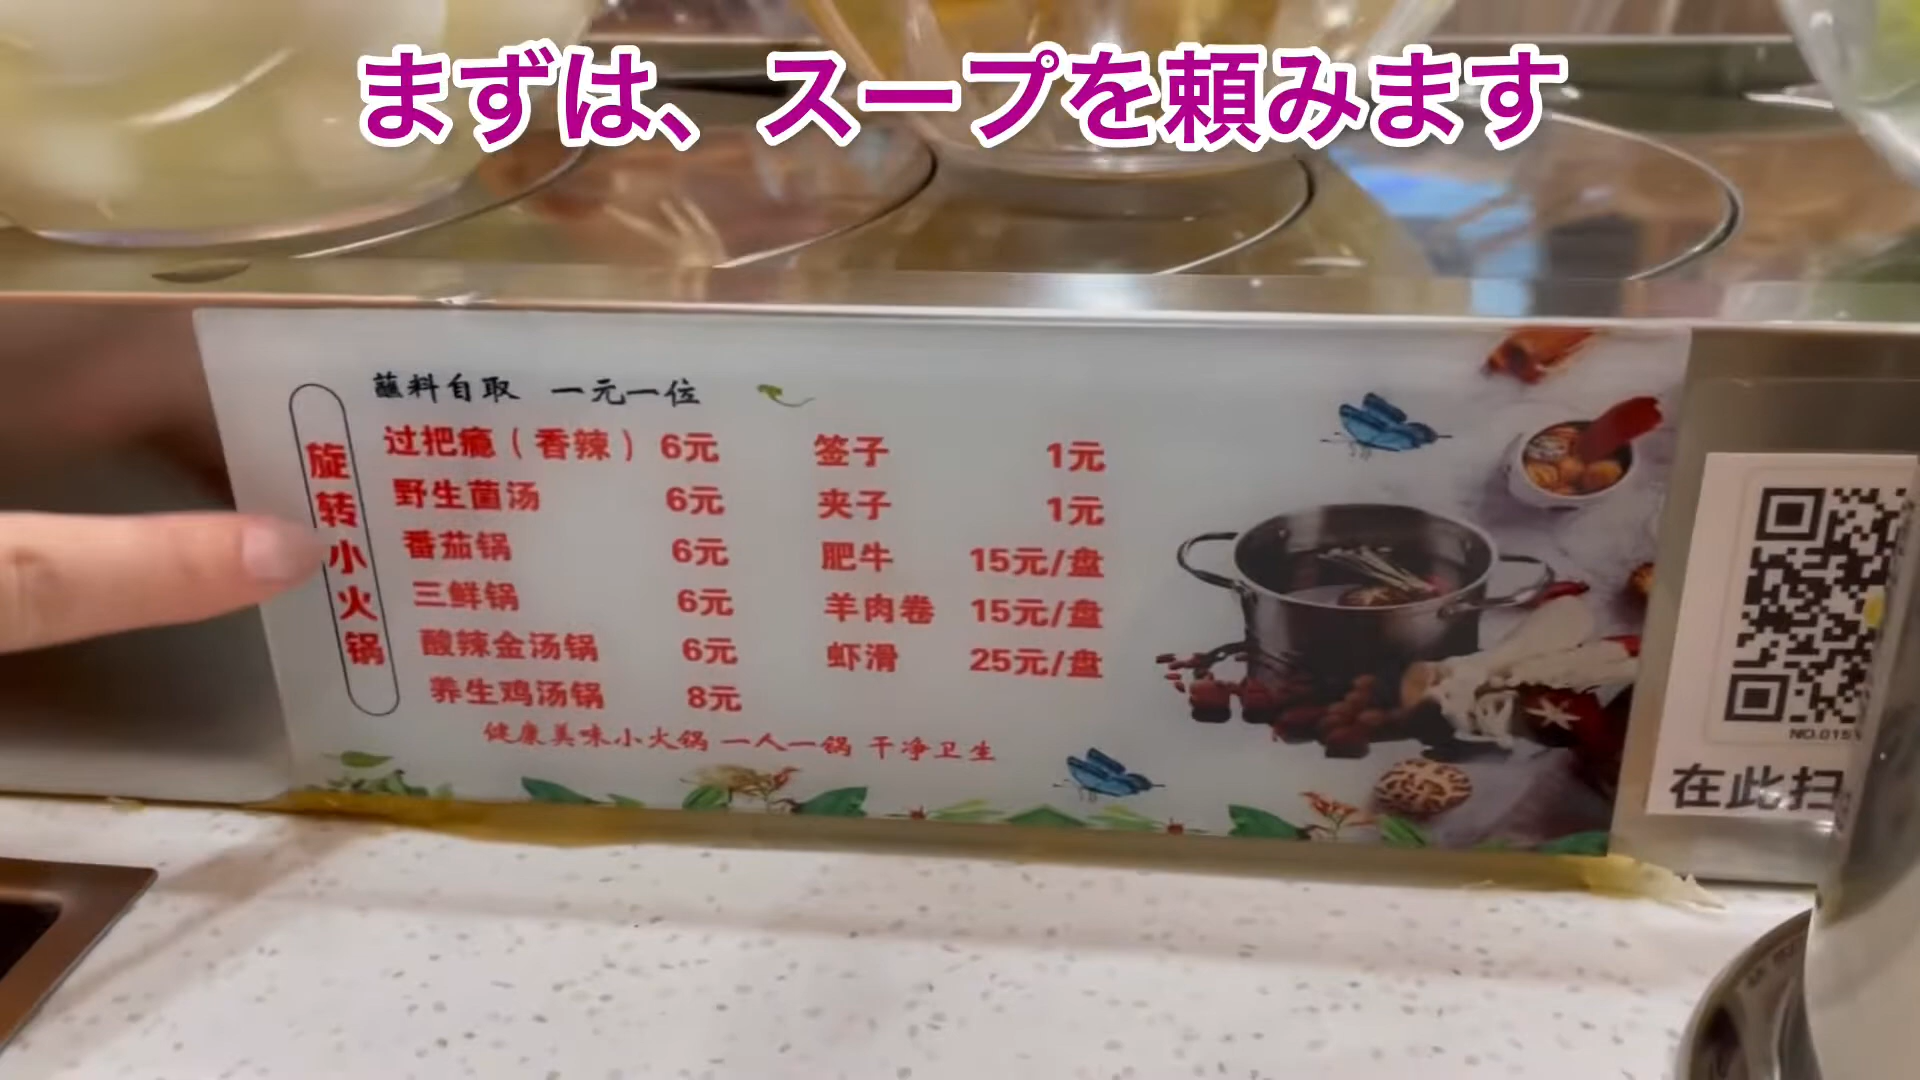 まずは、スープを頼みます
蘸料自取 一元一位
旋转小火锅
过把瘾（香辣） 6元
野生菌汤 6元
番茄锅 6元
三鲜锅 6元
酸辣金汤锅 6元
养生鸡汤锅 8元
签子 1元
夹子 1元
肥牛 15元/盘
羊肉卷 15元/盘
虾滑 25元/盘
健康美味小火锅 一人一锅 干净卫生
NO.015
在此扫